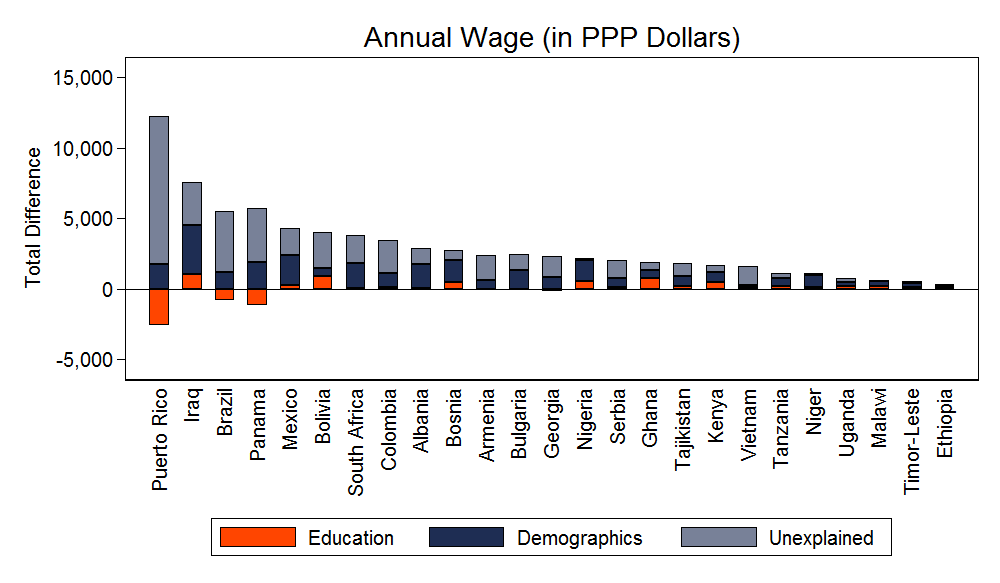 Annual Wage (in PPP Dollars)
Total Difference
15,000
10,000
5,000
0
-5,000
Puerto Rico
Iraq
Brazil
Panama
Mexico
Bolivia
South Africa
Colombia
Albania
Bosnia
Armenia
Bulgaria
Georgia
Nigeria
Serbia
Ghana
Tajikistan
Kenya
Vietnam
Tanzania
Niger
Uganda
Malawi
Timor-Leste
Ethiopia
Education Demographics Unexplained